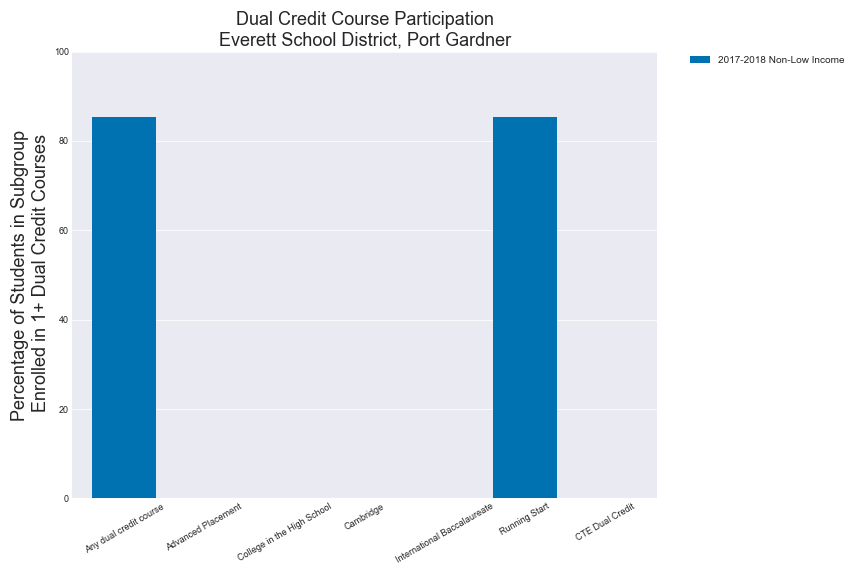 Dual Credit Course Participation
Everett School District, Port Gardner
2017-2018 Non-Low Income
Percentage of Students in Subgroup
Enrolled in 1+ Dual Credit Courses
100
80
60
40
20
0
Any dual credit course
Advanced Placement
College in the High School
Cambridge
International Baccalaureate
Running Start
CTE Dual Credit